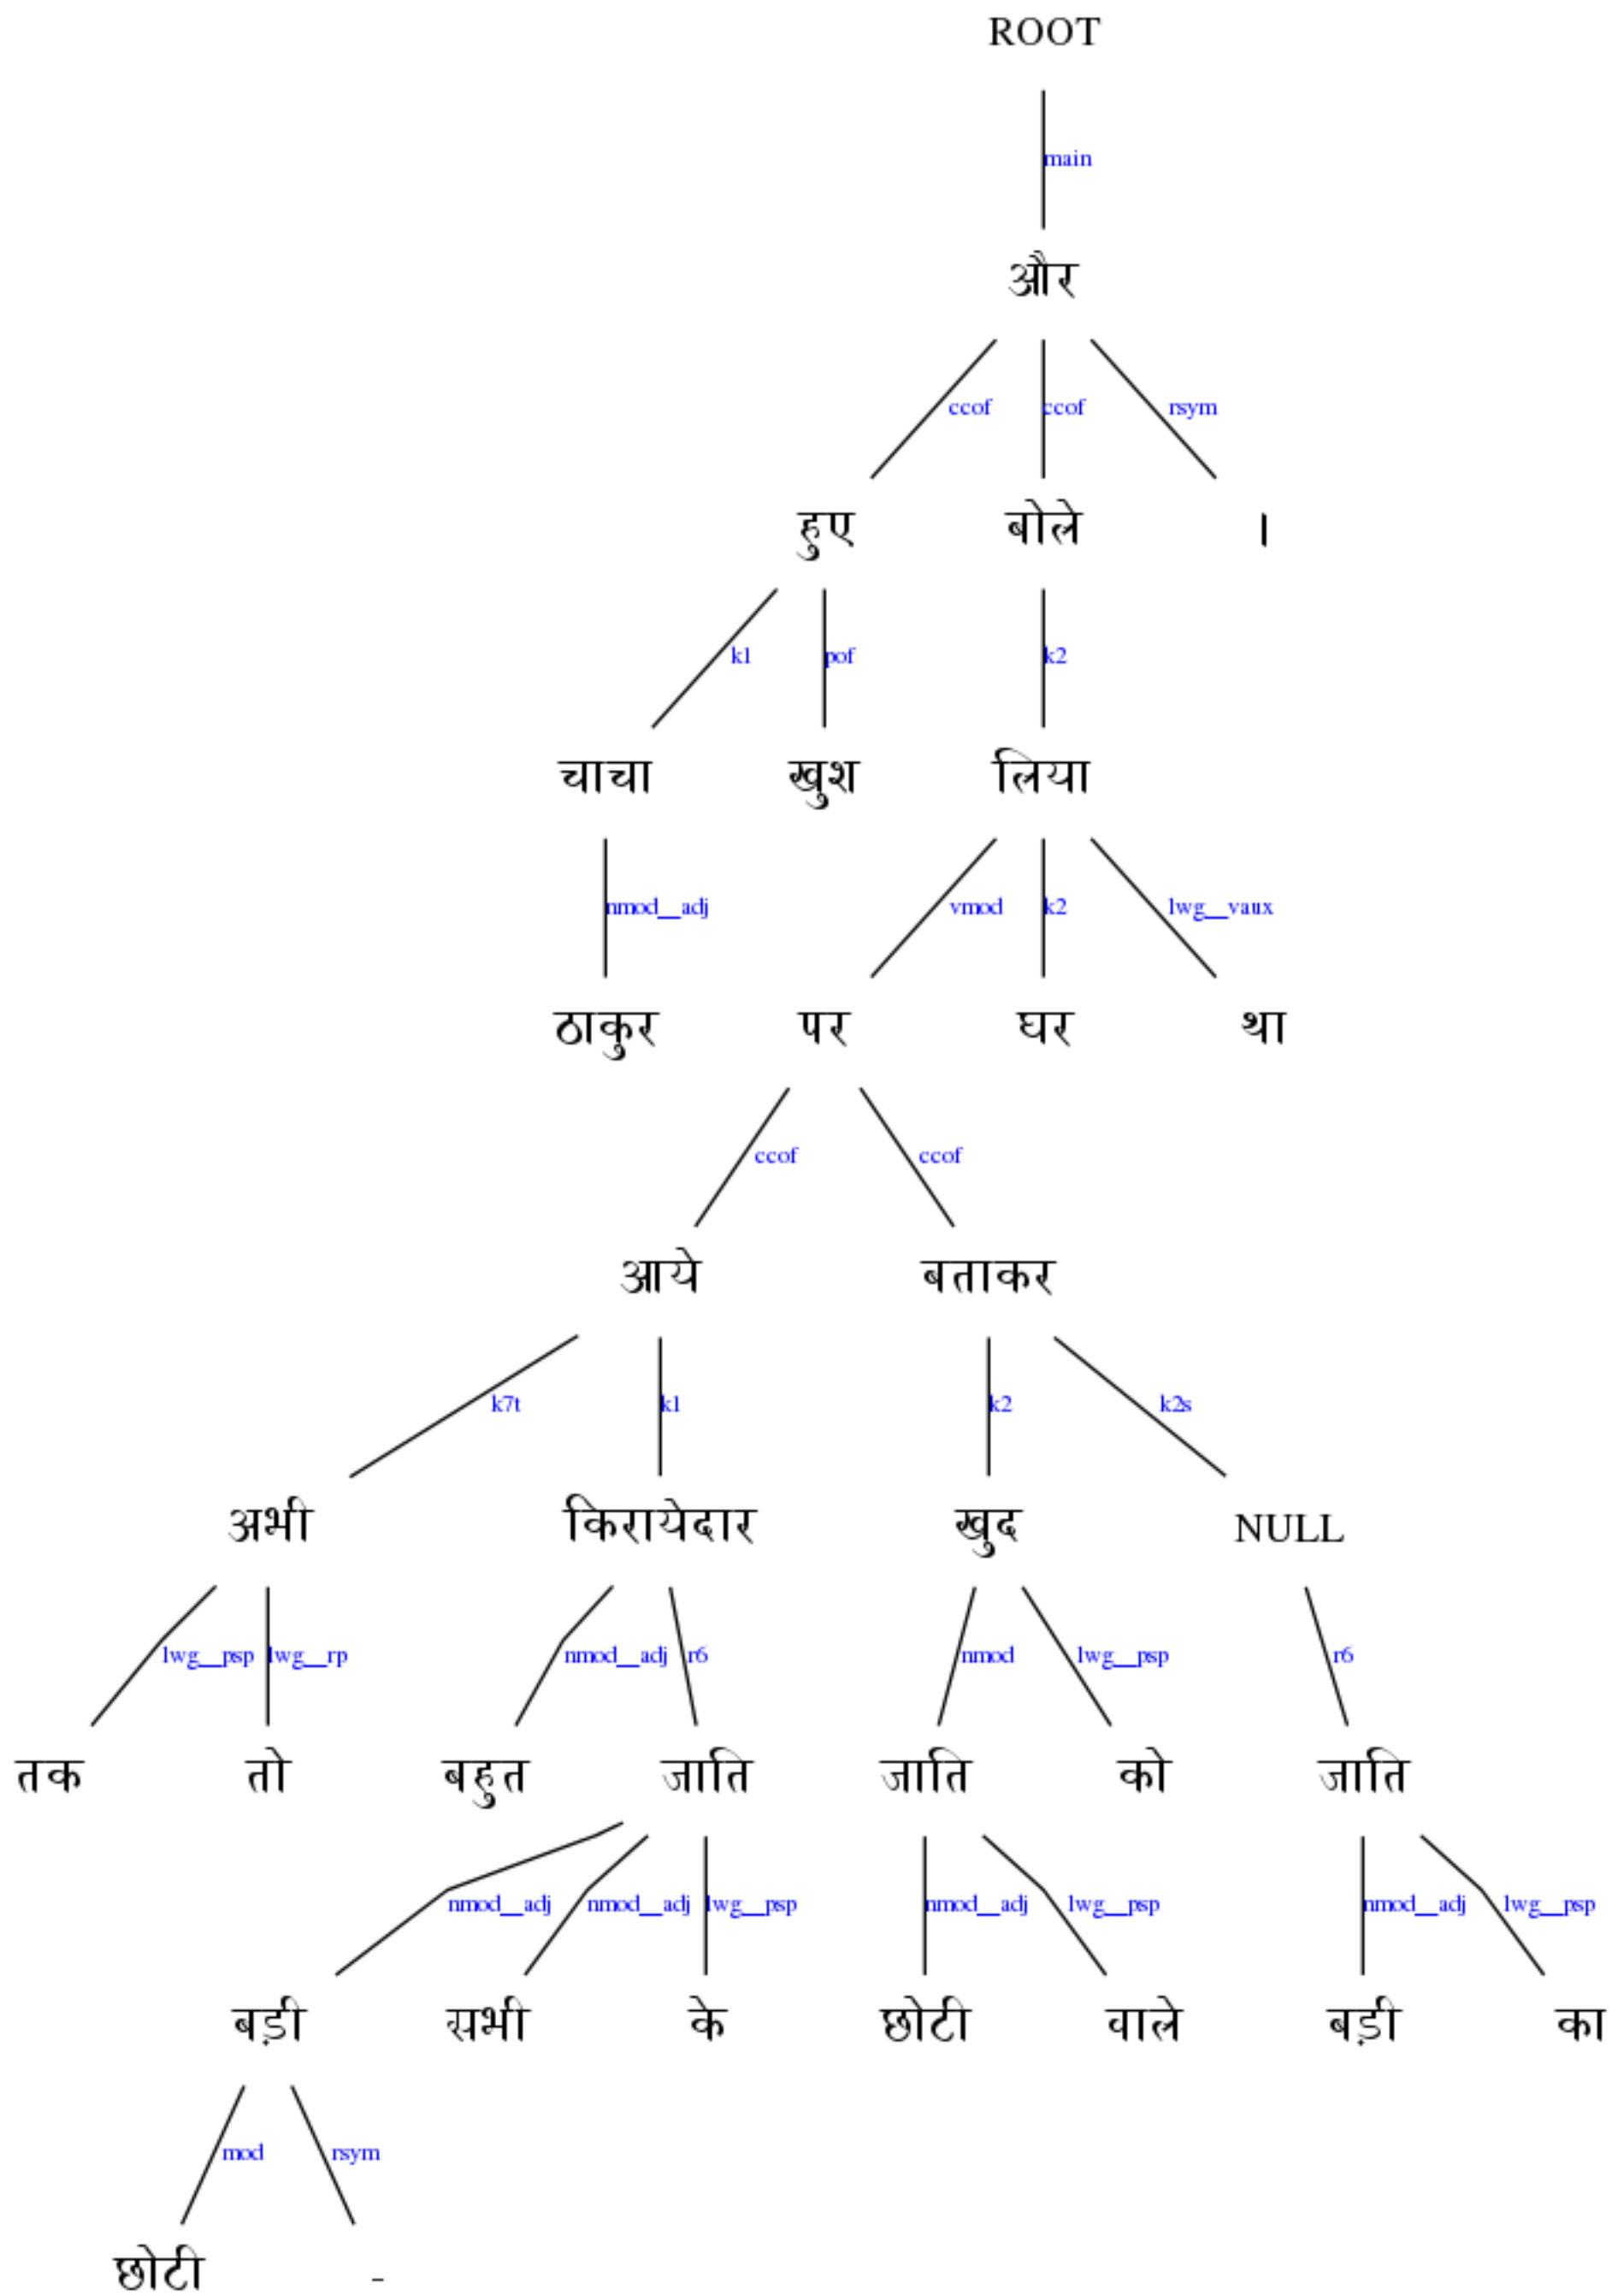 ROOT
main
और
ccof ccof rsym
हुए बोले ।
k1 pof k2
चाचा खुश लिया
nmod__adj vmod k2 lwg__vaux
ठाकुर पर घर था
ccof ccof
आये बताकर
k7t k1 k2 k2s
अभी किरायेदार खुद NULL
lwg__psp lwg__rp nmod__adj r6 nmod lwg__psp r6
तक तो बहुत जाति जाति को जाति
nmod__adj nmod__adj lwg__psp nmod__adj lwg__psp nmod__adj lwg__psp
बड़ी सभी के छोटी वाले बड़ी का
mod rsym
छोटी -